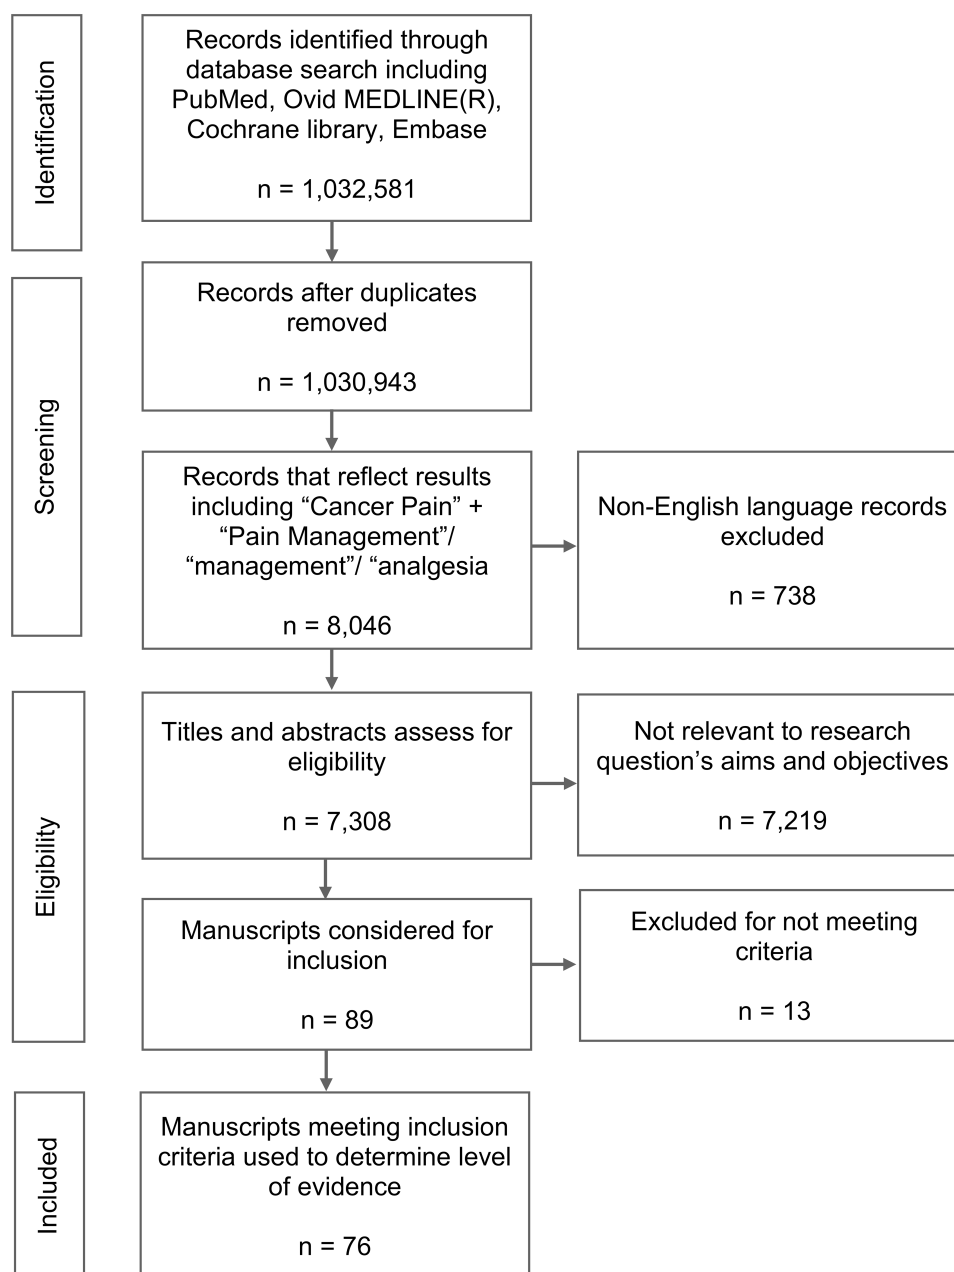 Identification
Records identified through
database search including
PubMed, Ovid MEDLINE(R),
Cochrane library, Embase
n = 1,032,581
Screening
Records after duplicates
removed
n = 1,030,943
Records that reflect results
including “Cancer Pain” +
“Pain Management”/
“management”/ “analgesia
n = 8,046
Non-English language records
excluded
n = 738
Eligibility
Titles and abstracts assess for
eligibility
n = 7,308
Not relevant to research
question’s aims and objectives
n = 7,219
Manuscripts considered for
inclusion
n = 89
Excluded for not meeting
criteria
n = 13
Included
Manuscripts meeting inclusion
criteria used to determine level
of evidence
n = 76